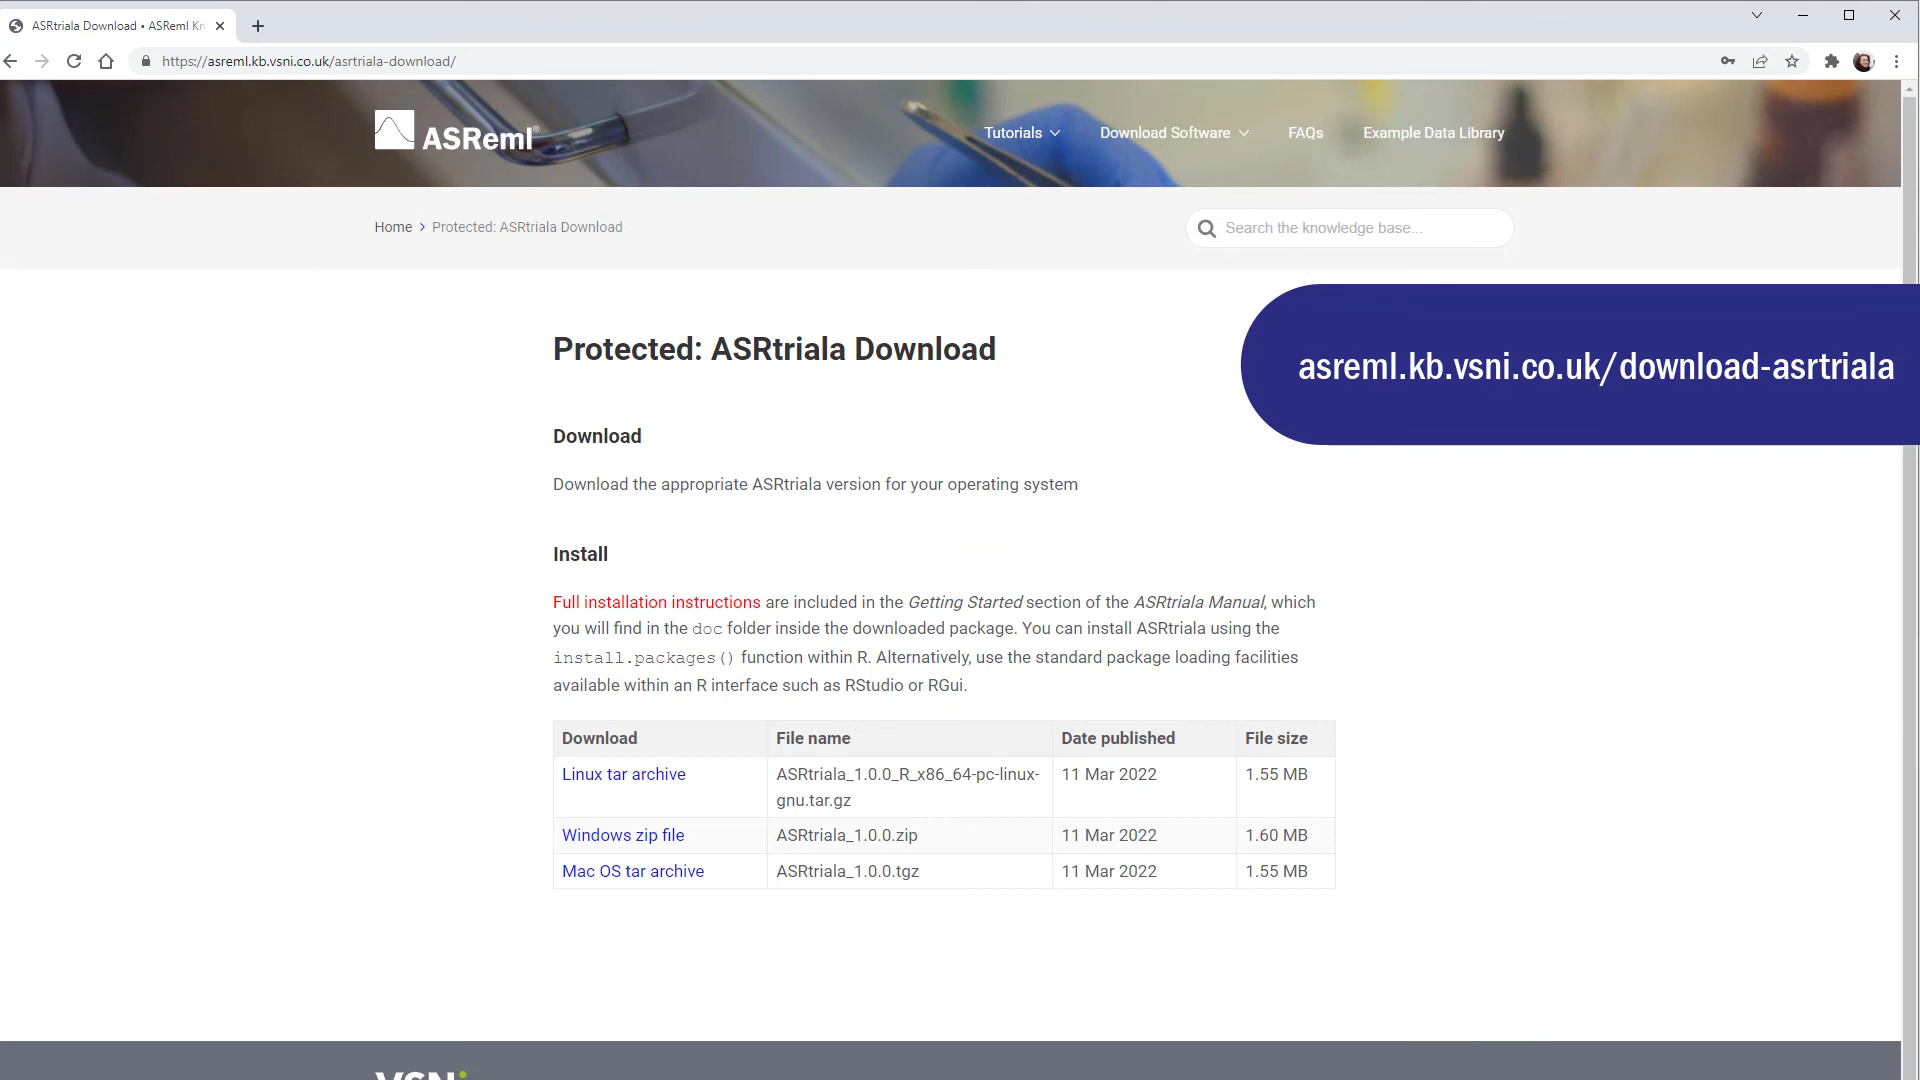 ASRtriala Download • ASReml Kn
https://asreml.kb.vsni.co.uk/asrtriala-download/
ASReml®
Tutorials
Download Software
FAQs
Example Data Library
Home
Protected: ASRtriala Download
Search the knowledge base...
asreml.kb.vsni.co.uk/download-asrtriala
Protected: ASRtriala Download
Download
Download the appropriate ASRtriala version for your operating system
Install
Full installation instructions are included in the Getting Started section of the ASRtriala Manual, which
you will find in the doc folder inside the downloaded package. You can install ASRtriala using the
install.packages() function within R. Alternatively, use the standard package loading facilities
available within an R interface such as RStudio or RGui.
Download File name Date published File size
Linux tar archive ASRtriala_1.0.0_R_x86_64-pc-linux- 11 Mar 2022 1.55 MB
gnu.tar.gz
Windows zip file ASRtriala_1.0.0.zip 11 Mar 2022 1.60 MB
Mac OS tar archive ASRtriala_1.0.0.tgz 11 Mar 2022 1.55 MB
VSNi